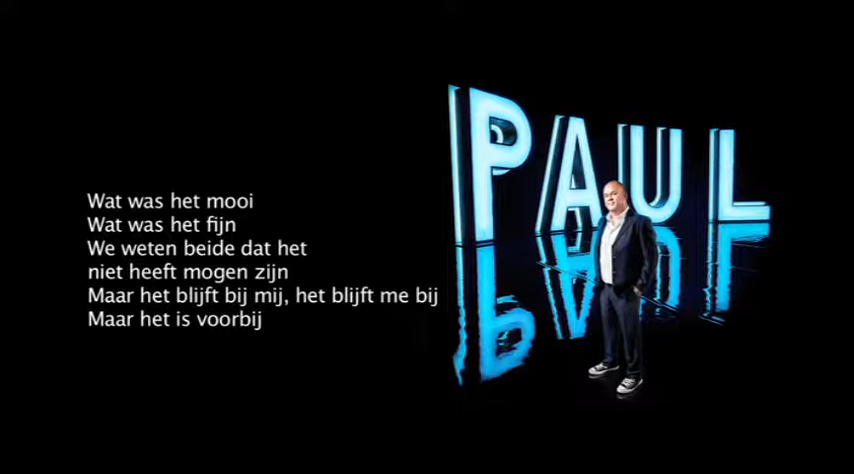 PAUL
Wat was het mooi
Wat was het fijn
We weten beide dat het
niet heeft mogen zijn
Maar het blijft bij mij, het blijft me bij
Maar het is voorbij